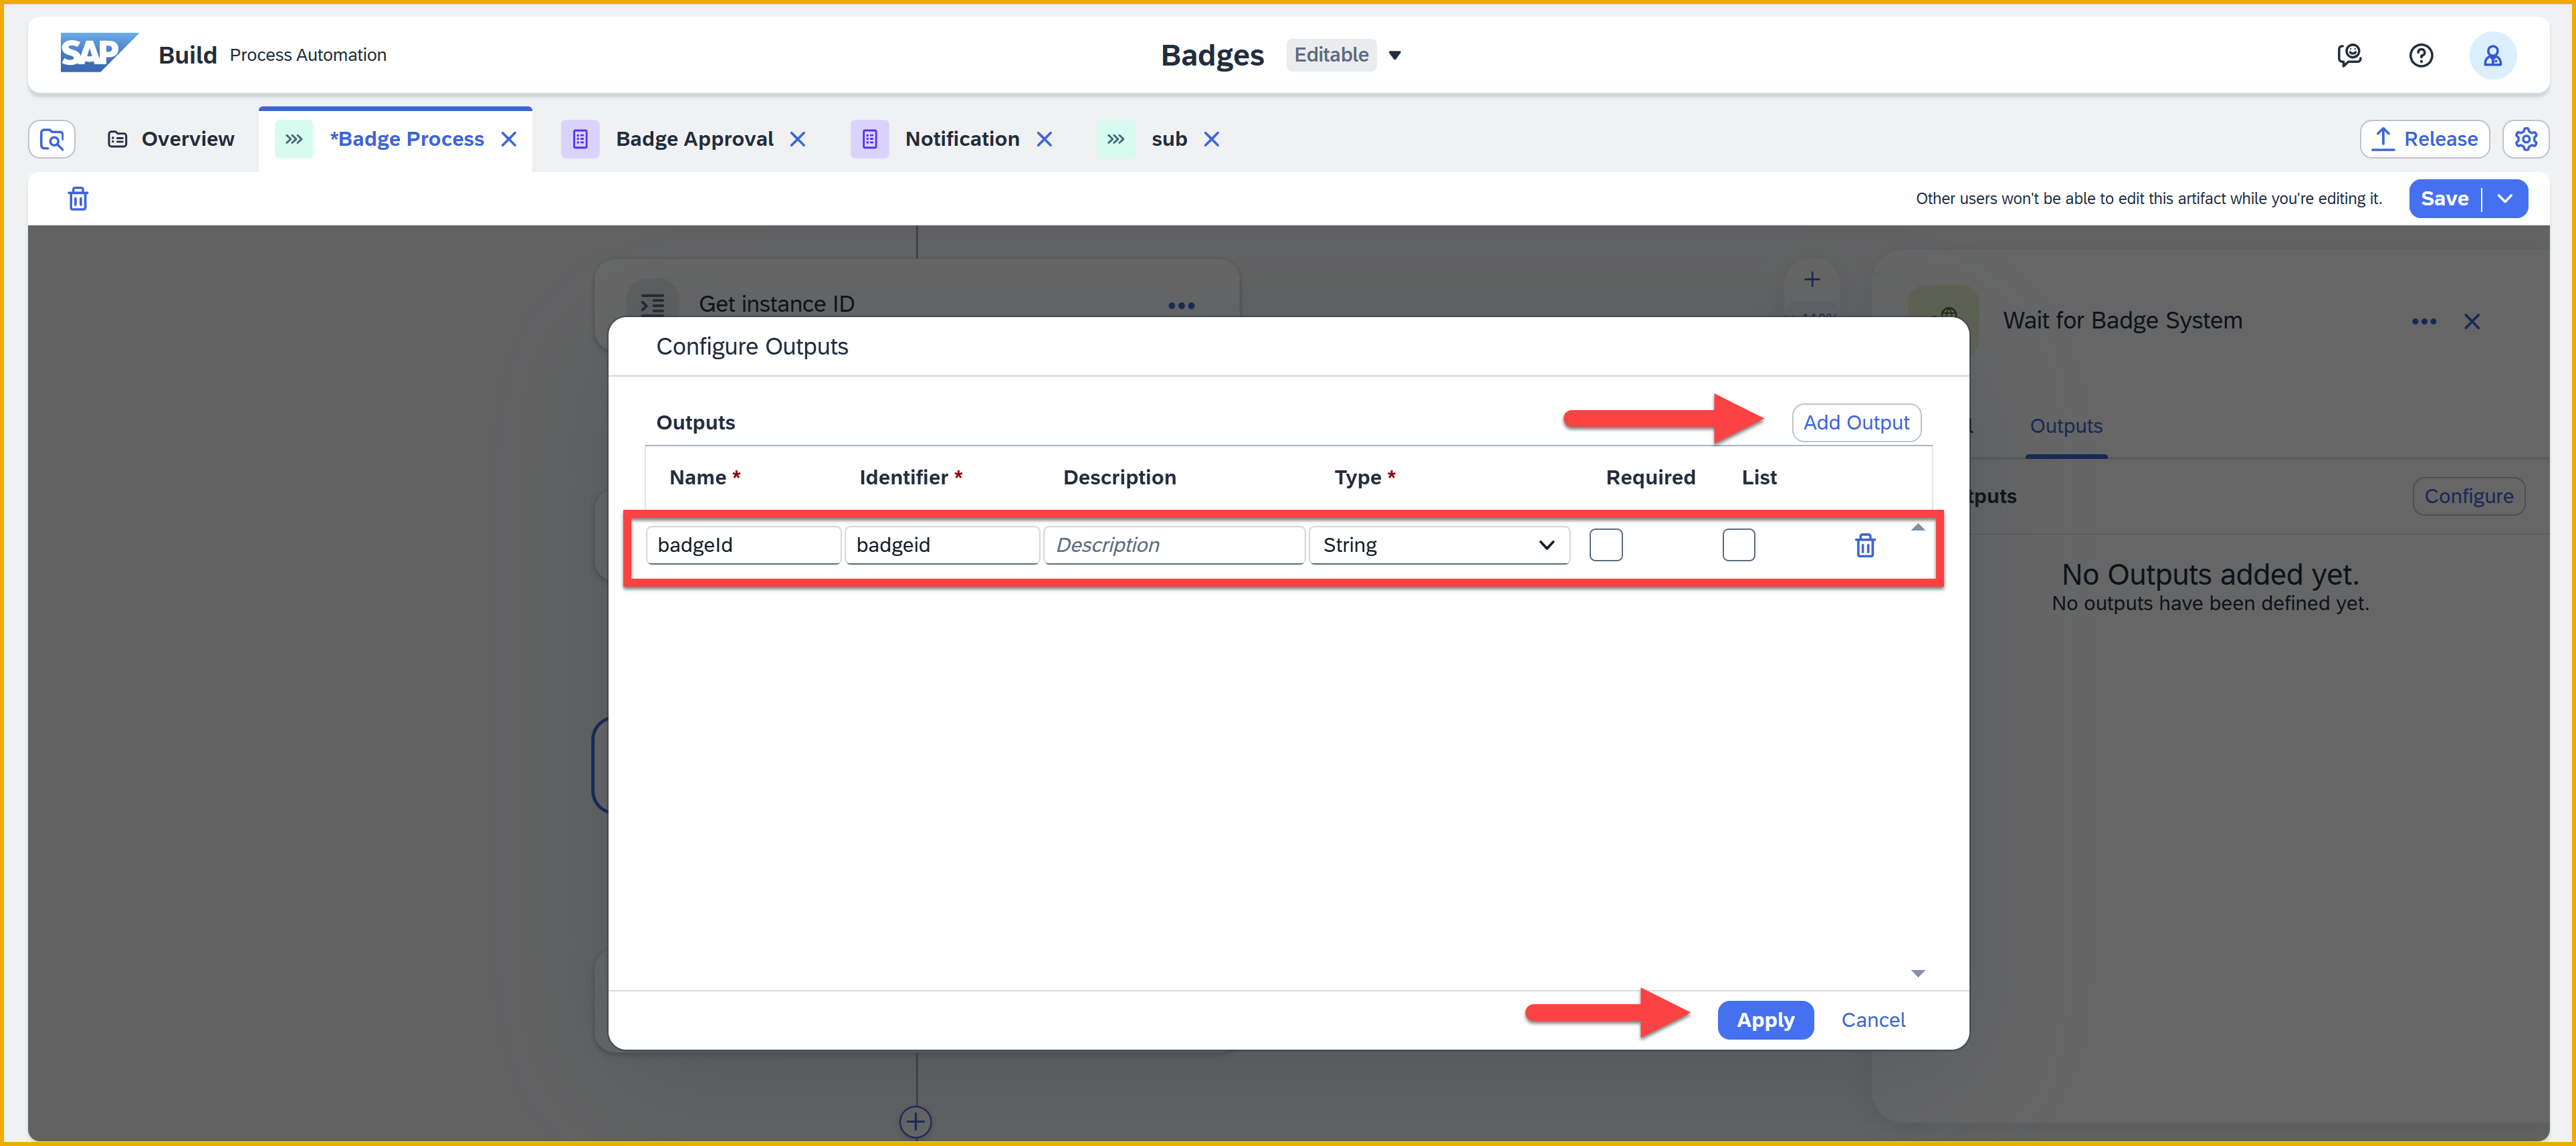 SAP Build Process Automation
Badges Editable
Overview *Badge Process Badge Approval Notification sub Release
Other users won't be able to edit this artifact while you're editing it. Save
Get instance ID
Wait for Badge System
Configure Outputs
Outputs Add Output
Outputs
Name * Identifier * Description Type * Required List
Configure
badgeId badgeid Description String
No Outputs added yet.
No outputs have been defined yet.
Apply Cancel